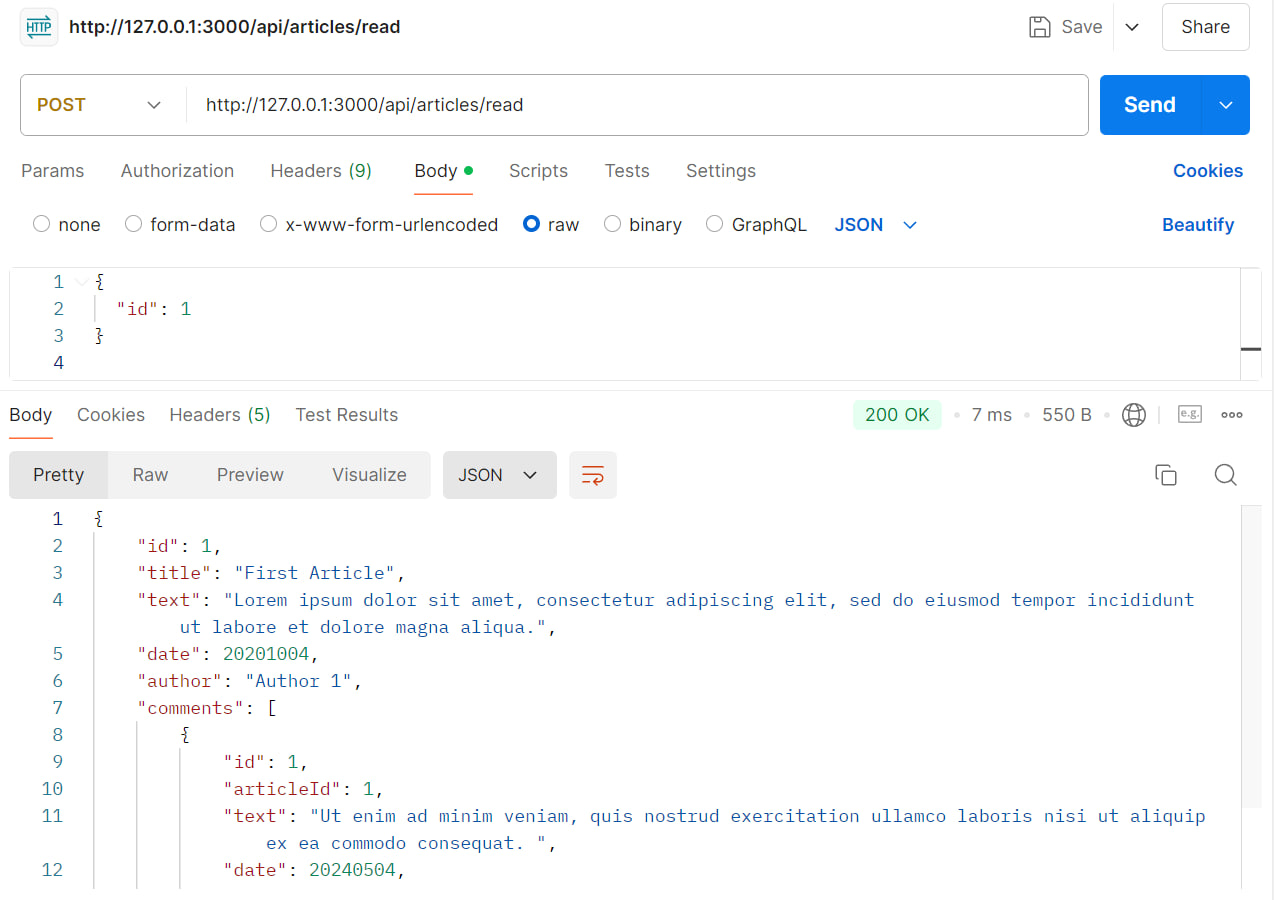 HTTP http://127.0.0.1:3000/api/articles/read Save Share
POST http://127.0.0.1:3000/api/articles/read Send
Params Authorization Headers (9) Body Scripts Tests Settings Cookies
none form-data x-www-form-urlencoded raw binary GraphQL JSON Beautify
1 {
2 "id": 1
3 }
4
Body Cookies Headers (5) Test Results 200 OK • 7 ms • 550 B • e.g.
Pretty Raw Preview Visualize JSON
1 {
2 "id": 1,
3 "title": "First Article",
4 "text": "Lorem ipsum dolor sit amet, consectetur adipiscing elit, sed do eiusmod tempor incididunt
ut labore et dolore magna aliqua.",
5 "date": 20201004,
6 "author": "Author 1",
7 "comments": [
8 {
9 "id": 1,
10 "articleId": 1,
11 "text": "Ut enim ad minim veniam, quis nostrud exercitation ullamco laboris nisi ut aliquip
ex ea commodo consequat. ",
12 "date": 20240504,